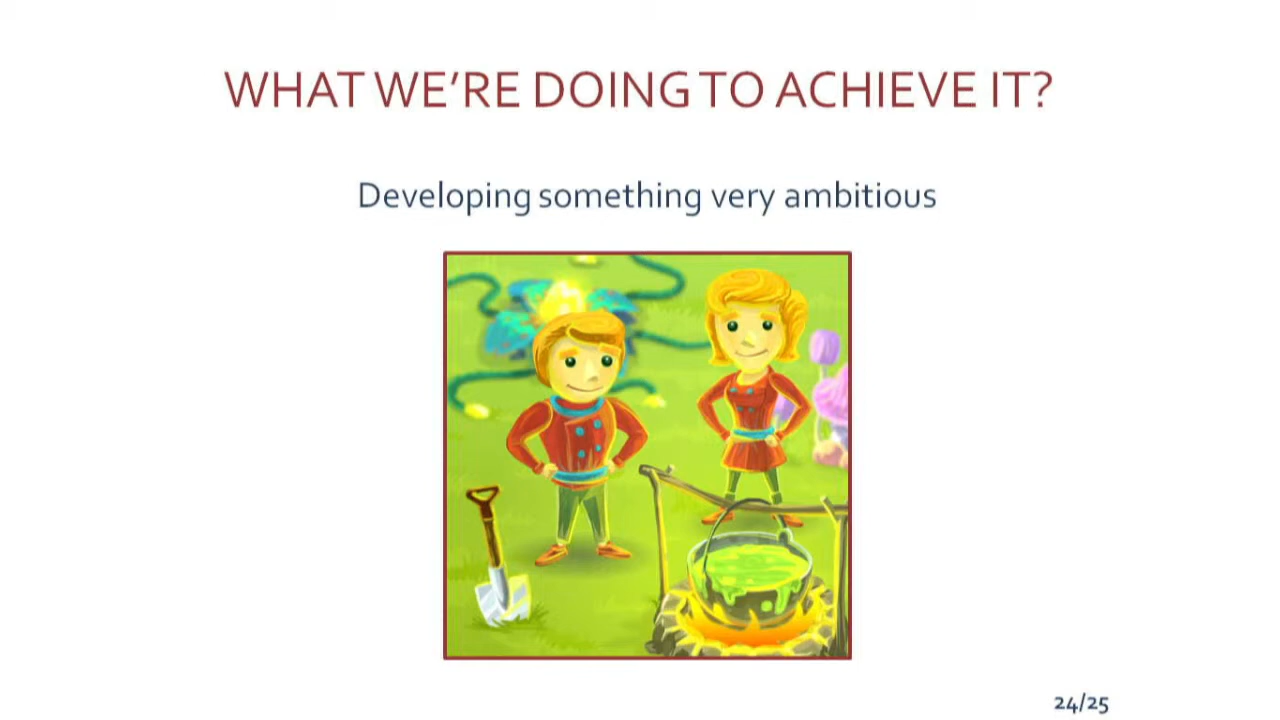 WHAT WE'RE DOING TO ACHIEVE IT?
Developing something very ambitious
24/25